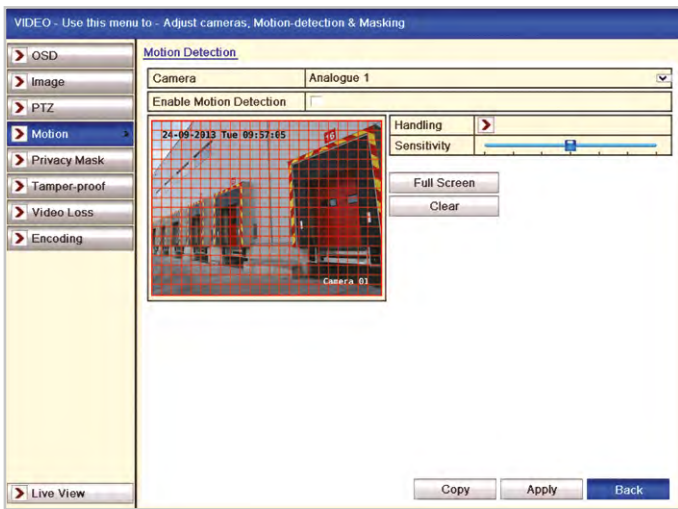 VIDEO - Use this menu to - Adjust cameras, Motion-detection & Masking
OSD
Image
PTZ
Motion
Privacy Mask
Tamper-proof
Video Loss
Encoding
Live View
Motion Detection
Camera Analogue 1
Enable Motion Detection
24-09-2013 Tue 09:57:05
16
Camera 01
Handling
Sensitivity
Full Screen
Clear
Copy Apply Back